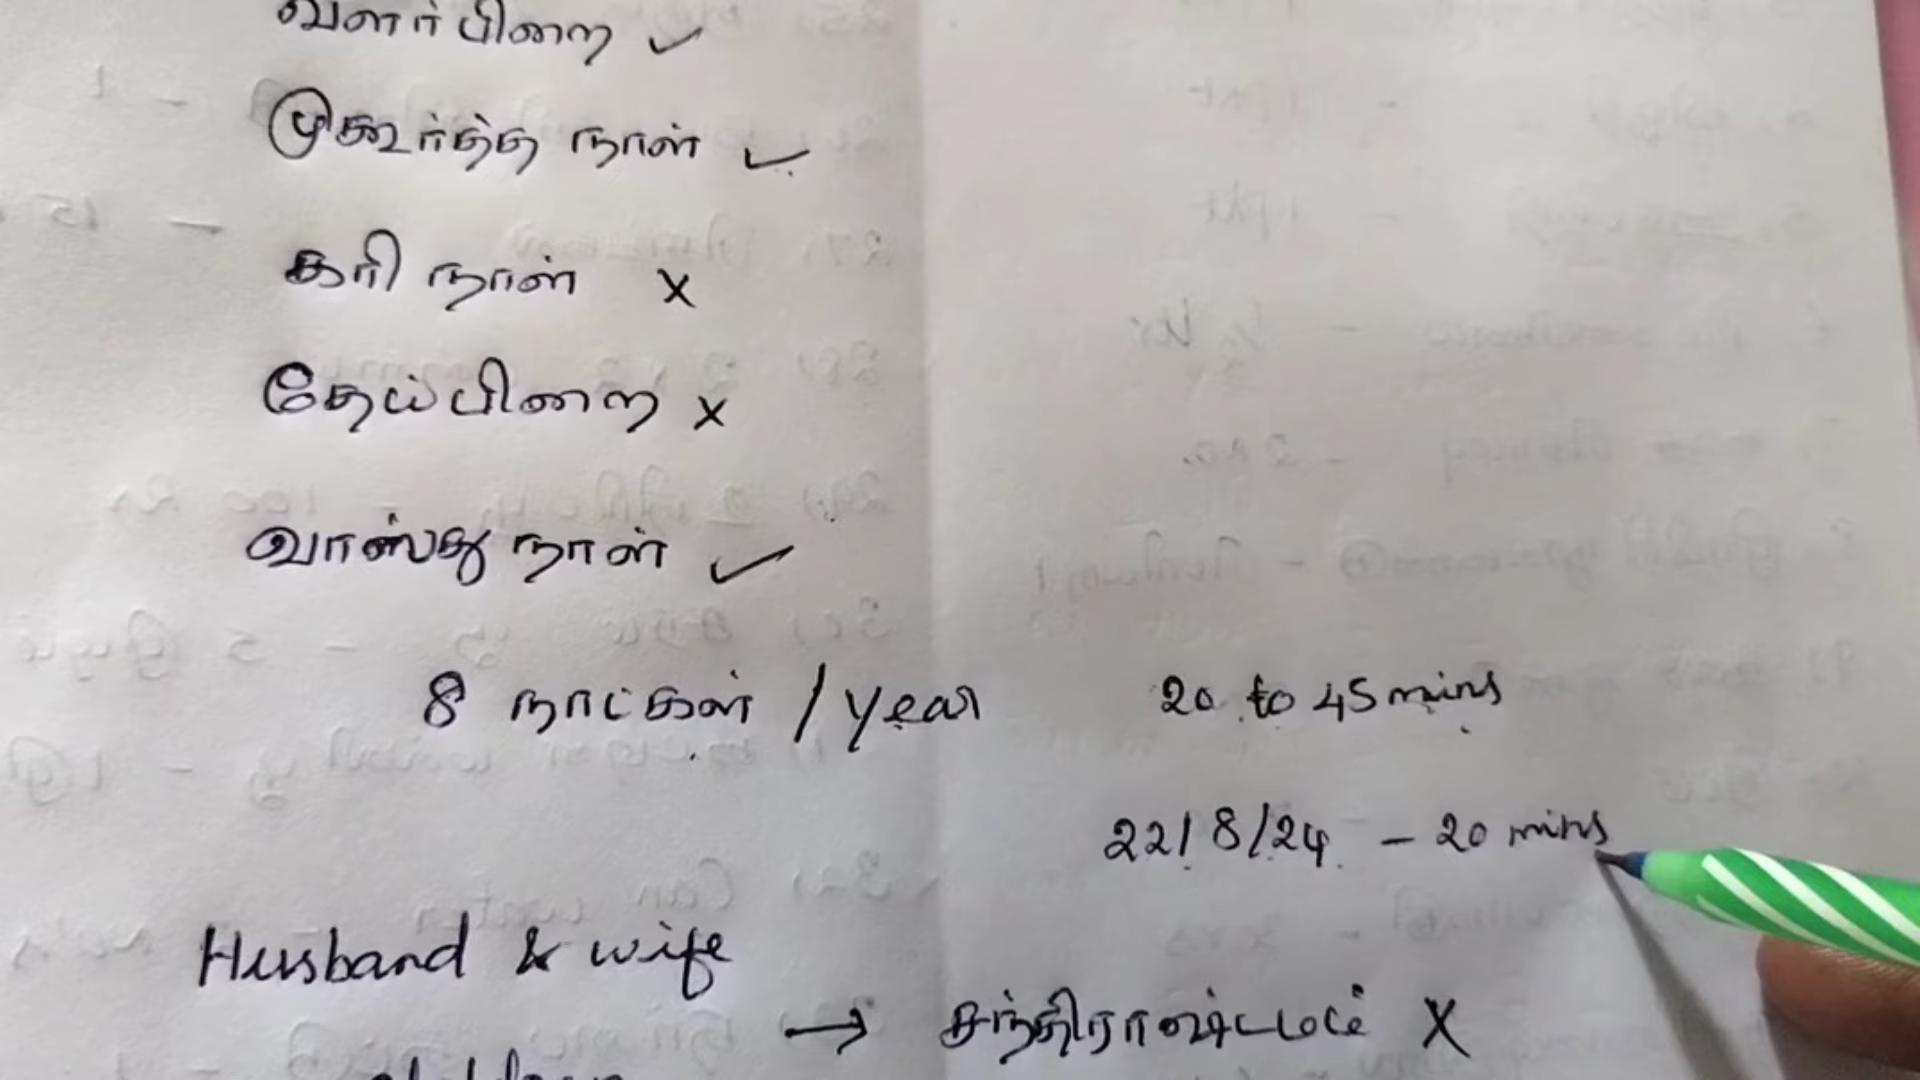 வளர்பிறை ✓
முகூர்த்த நாள் ✓
கரி நாள் x
தேய்பிறை x
வாஸ்து நாள் ✓
8 நாட்கள் / year 20 to 45 mins
22/8/24 - 20 mins
Husband & wife
→ சந்திராஷ்டமம் X